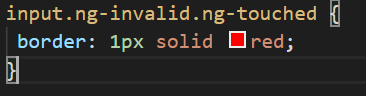 input.ng-invalid.ng-touched {
 border: 1px solid red;
}